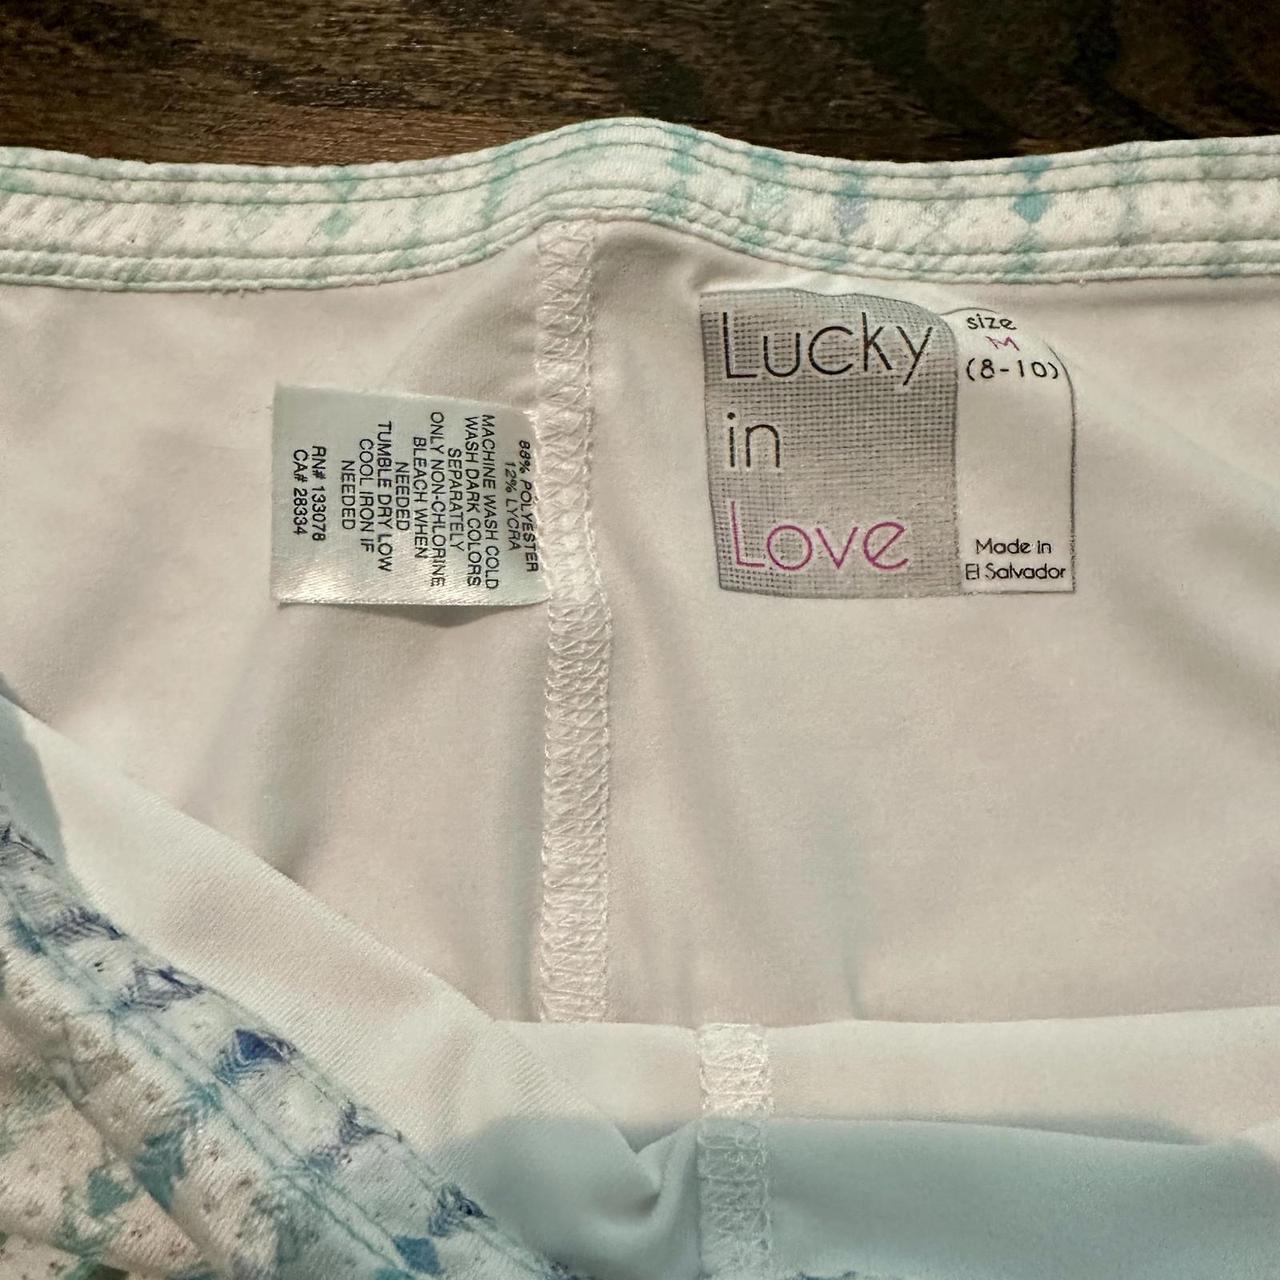 Lucky
in
Love
size
M
(8-10)
Made in
El Salvador
88% POLYESTER
12% LYCRA
MACHINE WASH COLD
WASH DARK COLORS
SEPARATELY
ONLY NON-CHLORINE
BLEACH WHEN
NEEDED
TUMBLE DRY LOW
COOL IRON IF
NEEDED
RN# 133078
CA# 28334